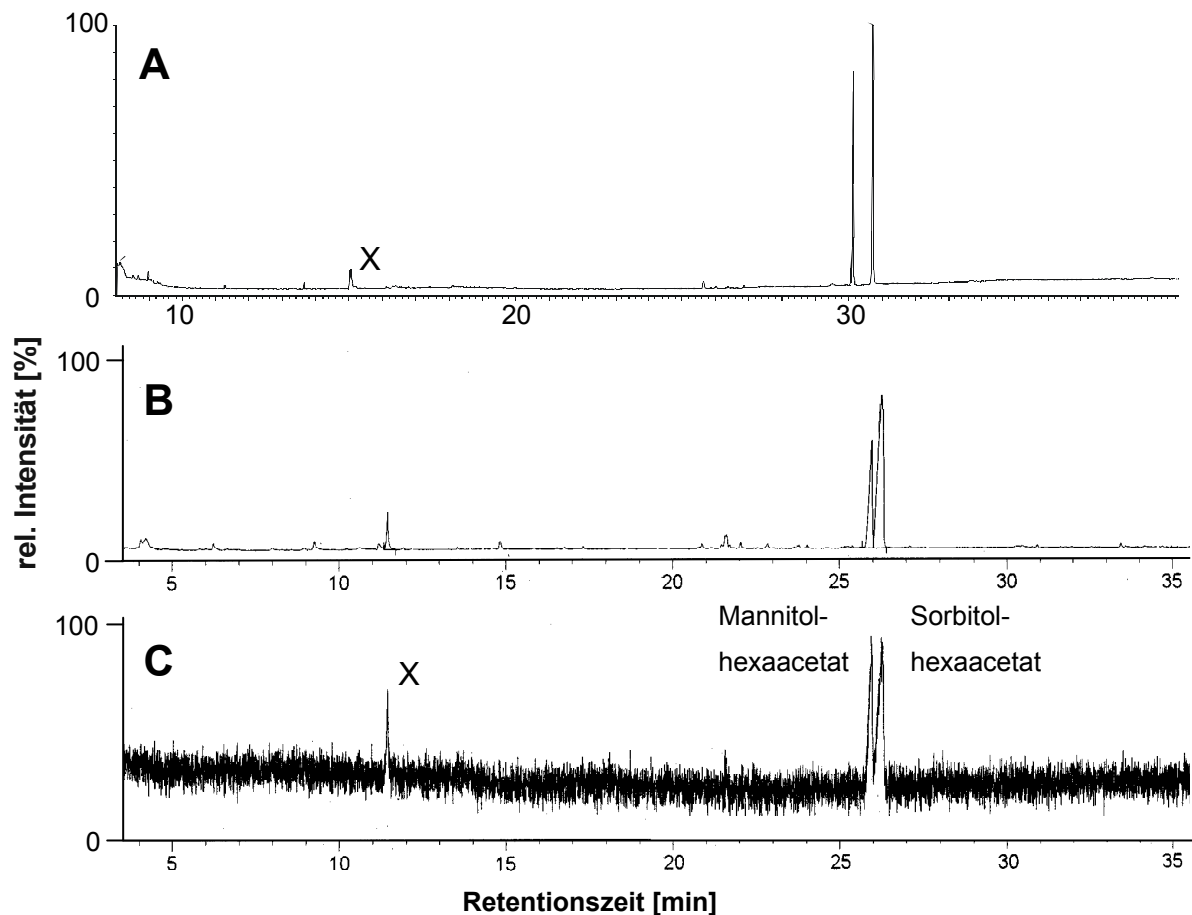 100
A
X
0
10 20 30
rel. Intensität [%]
100
B
0
5 10 15 20 25 30 35
100
C
X
Mannitol-
hexaacetat
Sorbitol-
hexaacetat
0
5 10 15 20 25 30 35
Retentionszeit [min]